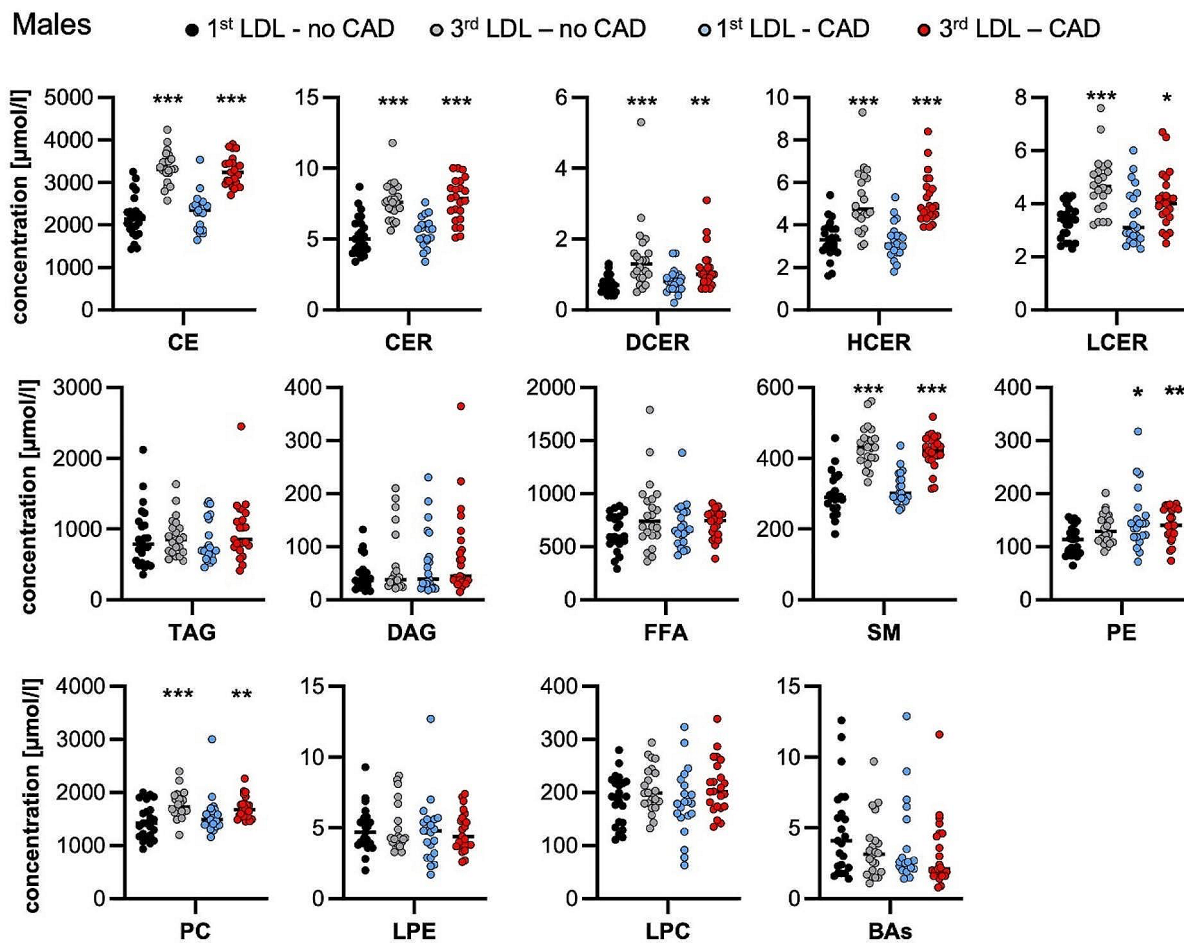 Males
1st LDL - no CAD 3rd LDL – no CAD 1st LDL - CAD 3rd LDL – CAD
concentration [µmol/l]
5000 4000 3000 2000 1000 0
*** ***
CE
15 10 5 0
*** ***
CER
6 4 2 0
*** **
DCER
10 8 6 4 2 0
*** ***
HCER
8 6 4 2 0
*** *
LCER
concentration [µmol/l]
3000 2000 1000 0
TAG
400 300 200 100 0
DAG
2000 1500 1000 500 0
FFA
600 400 200 0
*** ***
SM
400 300 200 100 0
* **
PE
concentration [µmol/l]
4000 3000 2000 1000 0
*** **
PC
15 10 5 0
LPE
400 300 200 100 0
LPC
15 10 5 0
BAs